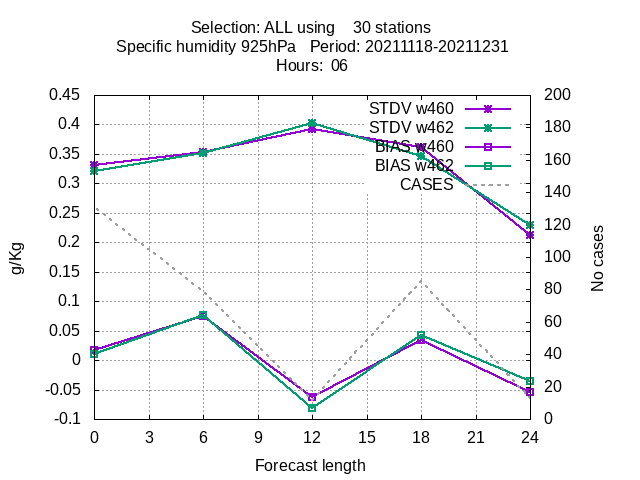 Selection: ALL using    30 stations
Specific humidity 925hPa   Period: 20211118-20211231
Hours:  06
STDV w460
STDV w462
BIAS w460
BIAS w462
CASES
g/Kg
0.45
0.4
0.35
0.3
0.25
0.2
0.15
0.1
0.05
0
-0.05
-0.1
200
180
160
140
120
100
80
60
40
20
0
No cases
0 3 6 9 12 15 18 21 24
Forecast length